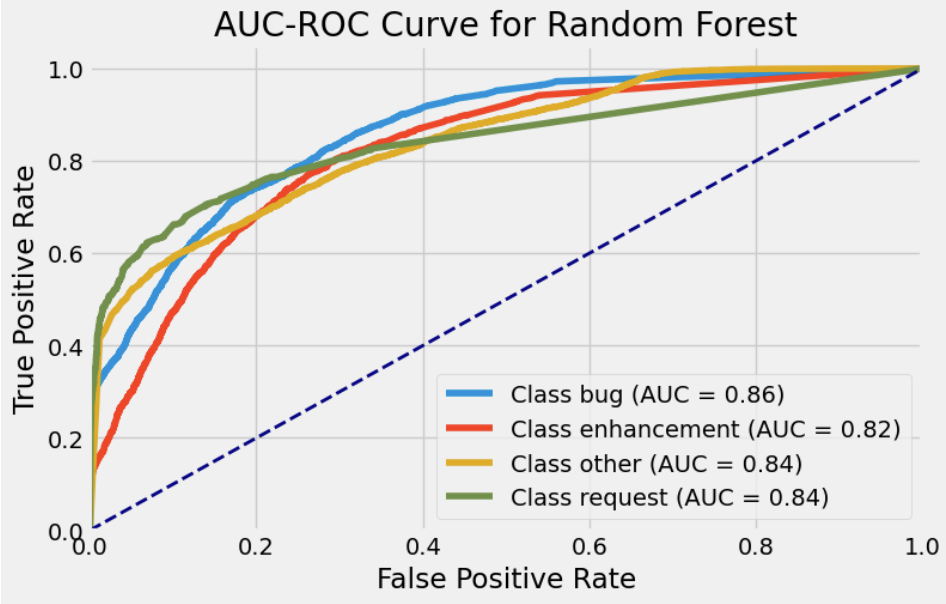 AUC-ROC Curve for Random Forest
True Positive Rate
1.0
0.8
0.6
0.4
0.2
0.0
Class bug (AUC = 0.86)
Class enhancement (AUC = 0.82)
Class other (AUC = 0.84)
Class request (AUC = 0.84)
0.0 0.2 0.4 0.6 0.8 1.0
False Positive Rate